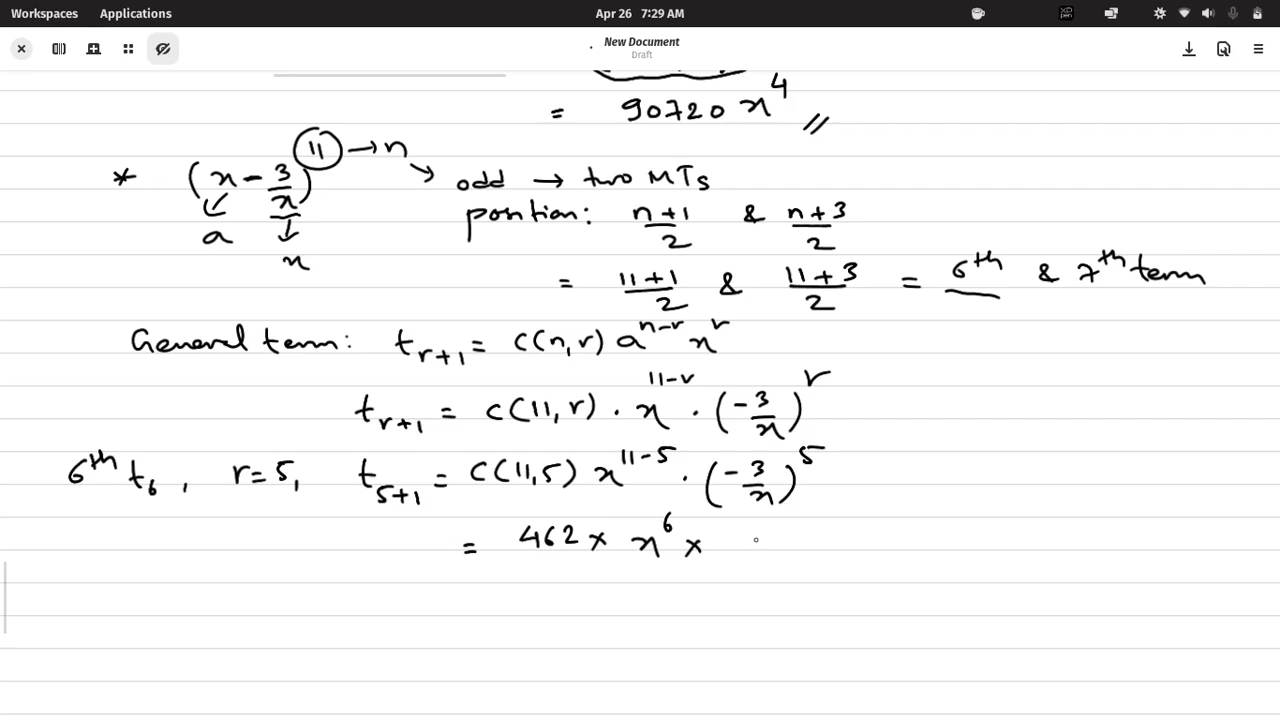 Workspaces Applications Apr 26 7:29 AM
New Document
Draft
= 90720 x^4 //
* (x - 3/x)^11 → n → odd → two MTs
a x position: n+1/2 & n+3/2
= 11+1/2 & 11+3/2 = 6th & 7th term
General term: t_{r+1} = C(n,r) a^{n-r} x^r
t_{r+1} = C(11,r) · x^{11-r} · (-3/x)^r
6th t_6, r=5, t_{5+1} = C(11,5) x^{11-5} · (-3/x)^5
= 462 × x^6 ×